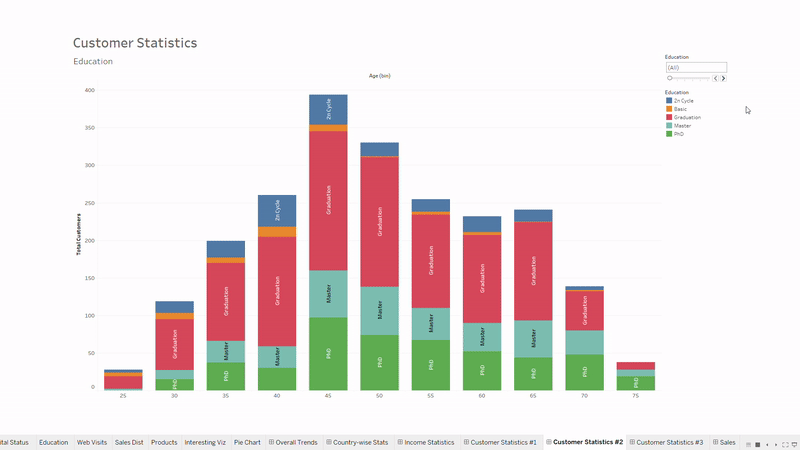 Customer Statistics
Education
Age (bin)
Education
(All)
Education
Zn Cycle
Basic
Graduation
Master
PhD
Total Customers
400
350
300
250
200
150
100
50
0
Zn Cycle
Zn Cycle
Graduation
Graduation
Graduation
Graduation
Graduation
Graduation
Graduation
Graduation
Graduation
Master
Master
Master
Master
Master
Master
Master
PhD
PhD
PhD
PhD
PhD
PhD
PhD
PhD
PhD
PhD
25 30 35 40 45 50 55 60 65 70 75
ital Status Education Web Visits Sales Dist Products Interesting Viz Pie Chart Overall Trends Country-wise Stats Income Statistics Customer Statistics #1 Customer Statistics #2 Customer Statistics #3 Sales